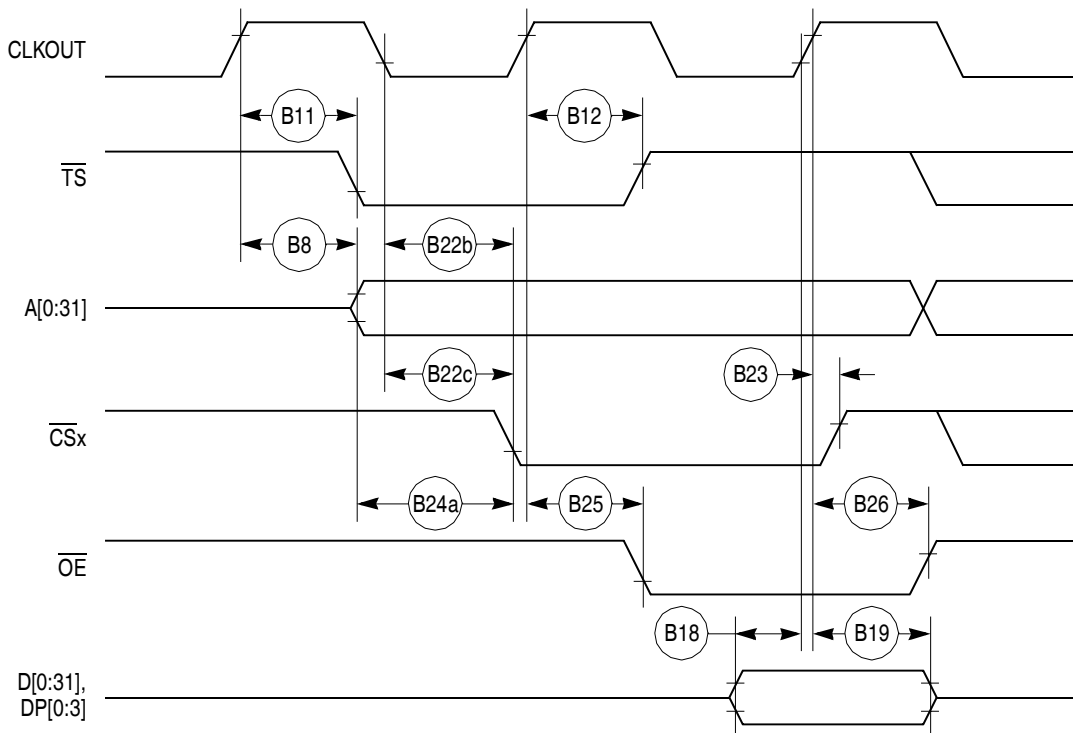 CLKOUT
B11
B12
TS
B8
B22b
A[0:31]
B22c
B23
CSx
B24a
B25
B26
OE
B18
B19
D[0:31],
DP[0:3]